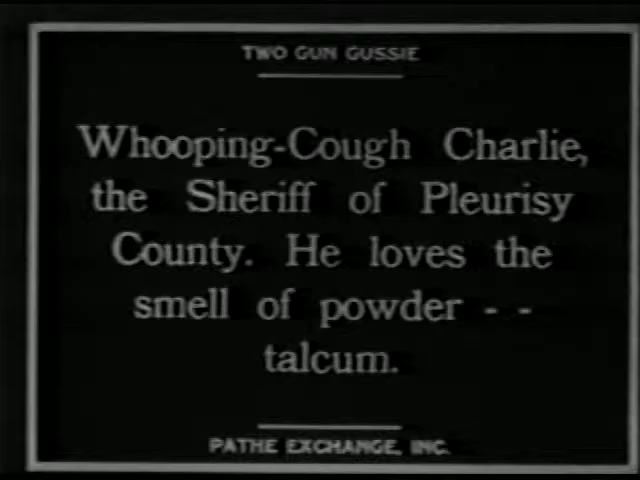 TWO GUN GUSSIE
Whooping-Cough Charlie,
the Sheriff of Pleurisy
County. He loves the
smell of powder - -
talcum.
PATHE EXCHANGE, INC.